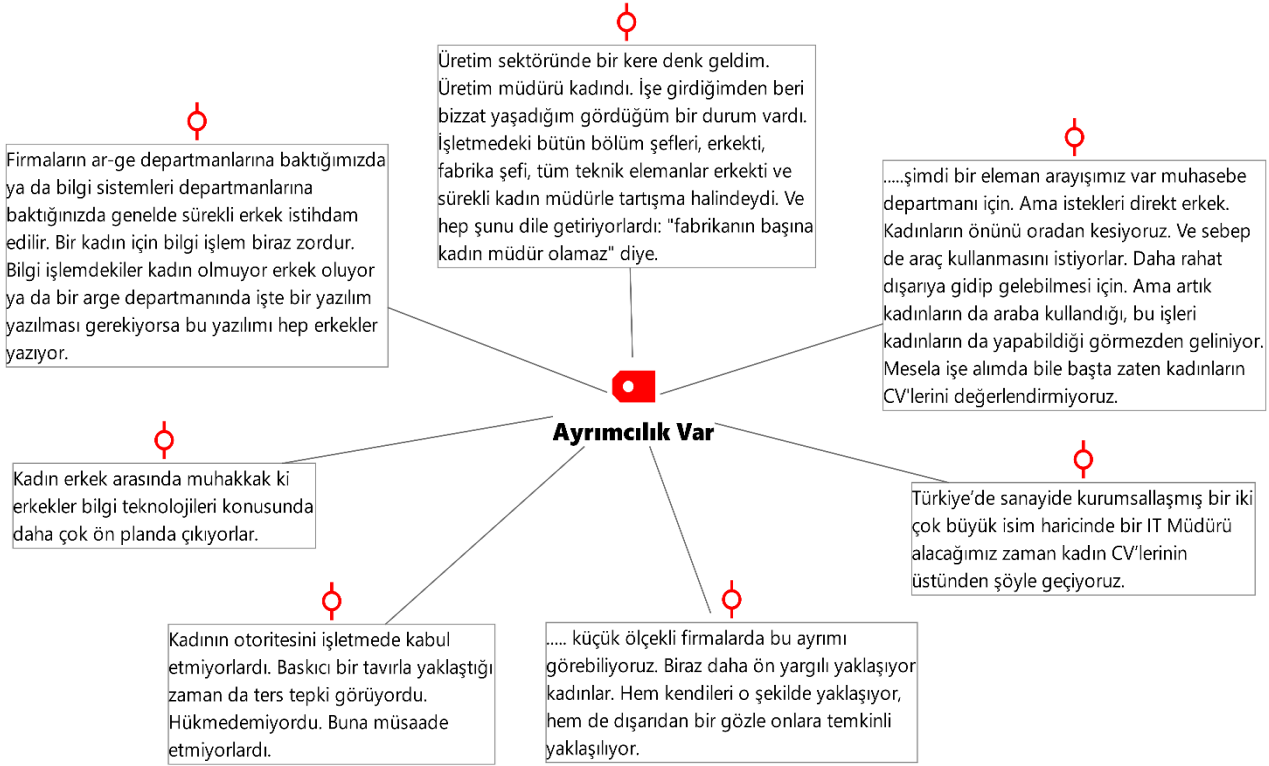 Üretim sektöründe bir kere denk geldim.
Üretim müdürü kadındı. İşe girdiğimden beri
bizzat yaşadığım gördüğüm bir durum vardı.
İşletmedeki bütün bölüm şefleri, erkekti,
fabrika şefi, tüm teknik elemanlar erkekti ve
sürekli kadın müdürle tartışma halindeydi. Ve
hep şunu dile getiriyorlardı: "fabrikanın başına
kadın müdür olamaz" diye.
Firmaların ar-ge departmanlarına baktığımızda
ya da bilgi sistemleri departmanlarına
baktığınızda genelde sürekli erkek istihdam
edilir. Bir kadın için bilgi işlem biraz zordur.
Bilgi işlemdekiler kadın olmuyor erkek oluyor
ya da bir arge departmanında işte bir yazılım
yazılması gerekiyorsa bu yazılımı hep erkekler
yazıyor.
.....şimdi bir eleman arayışımız var muhasebe
departmanı için. Ama istekleri direkt erkek.
Kadınların önünü oradan kesiyoruz. Ve sebep
de araç kullanmasını istiyorlar. Daha rahat
dışarıya gidip gelebilmesi için. Ama artık
kadınların da araba kullandığı, bu işleri
kadınların da yapabildiği görmezden geliniyor.
Mesela işe alımda bile başta zaten kadınların
CV'lerini değerlendirmiyoruz.
Ayrımcılık Var
Kadın erkek arasında muhakkak ki
erkekler bilgi teknolojileri konusunda
daha çok ön planda çıkıyorlar.
Türkiye’de sanayide kurumsallaşmış bir iki
çok büyük isim haricinde bir IT Müdürü
alacağımız zaman kadın CV’lerinin
üstünden şöyle geçiyoruz.
Kadının otoritesini işletmede kabul
etmiyorlardı. Baskıcı bir tavırla yaklaştığı
zaman da ters tepki görüyordu.
Hükmedemiyordu. Buna müsaade
etmiyorlardı.
..... küçük ölçekli firmalarda bu ayrımı
görebiliyoruz. Biraz daha ön yargılı yaklaşıyor
kadınlar. Hem kendileri o şekilde yaklaşıyor,
hem de dışarıdan bir gözle onlara temkinli
yaklaşılıyor.